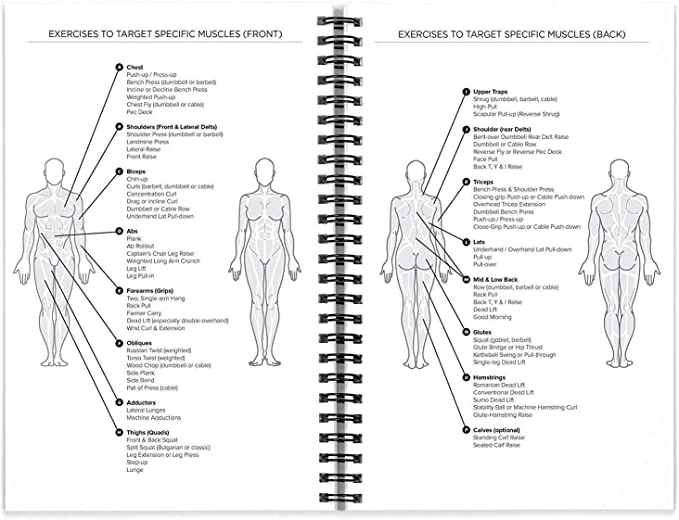 EXERCISES TO TARGET SPECIFIC MUSCLES (FRONT)
A Chest
Push-up / Press-up
Bench Press (dumbbell or barbell)
Incline or Decline Bench Press
Weighted Push-up
Chest Fly (dumbbell or cable)
Pec Deck
B Shoulders (Front & Lateral Delts)
Shoulder Press (dumbbell or barbell)
Landmine Press
Lateral Raise
Front Raise
C Biceps
Chin-up
Curls (barbell, dumbbell or cable)
Concentration Curl
Drag or incline Curl
Dumbbell or Cable Row
Underhand Lat Pull-down
D Abs
Plank
Ab Rollout
Captain's Chair Leg Raise
Weighted Long Arm Crunch
Leg Lift
Leg Pull-in
E Forearms (Grips)
Two, Single-arm Hang
Rack Pull
Farmer Carry
Dead Lift (especially double-overhand)
Wrist Curl & Extension
F Obliques
Russian Twist (weighted)
Torso Twist (weighted)
Wood Chop (dumbbell or cable)
Side Plank
Side Bend
Pall of Press (cable)
G Adductors
Lateral Lunges
Machine Adductions
H Thighs (Quads)
Front & Back Squat
Split Squat (Bulgarian or classic)
Leg Extension or Leg Press
Step-up
Lunge
EXERCISES TO TARGET SPECIFIC MUSCLES (BACK)
I Upper Traps
Shrug (dumbbell, barbell, cable)
High Pull
Scapular Pull-up (Reverse Shrug)
J Shoulder (rear Delts)
Bent-over Dumbbell Rear Delt Raise
Dumbbell or Cable Row
Reverse Fly or Reverse Pec Deck
Face Pull
Back T, Y & I Raise
K Triceps
Bench Press & Shoulder Press
Closing grip Push-up or Cable Push-down
Overhead Tricep Extension
Dumbbell Bench Press
Push-up / Press-up
Close-Grip Push-up or Cable Push-down
L Lats
Underhand / Overhand Lat Pull-down
Pull-up
Pull-over
M Mid & Low Back
Row (dumbbell, barbell or cable)
Rack Pull
Back T, Y & I Raise
Dead Lift
Good Morning
N Glutes
Squat (goblet, barbell)
Glute Bridge or Hip Thrust
Kettlebell Swing or Pull-through
Single-leg Dead Lift
O Hamstrings
Romanian Dead Lift
Conventional Dead Lift
Sumo Dead Lift
Stability Ball or Machine Hamstring Curl
Glute-Hamstring Raise
P Calves (optional)
Standing Calf Raise
Seated Calf Raise